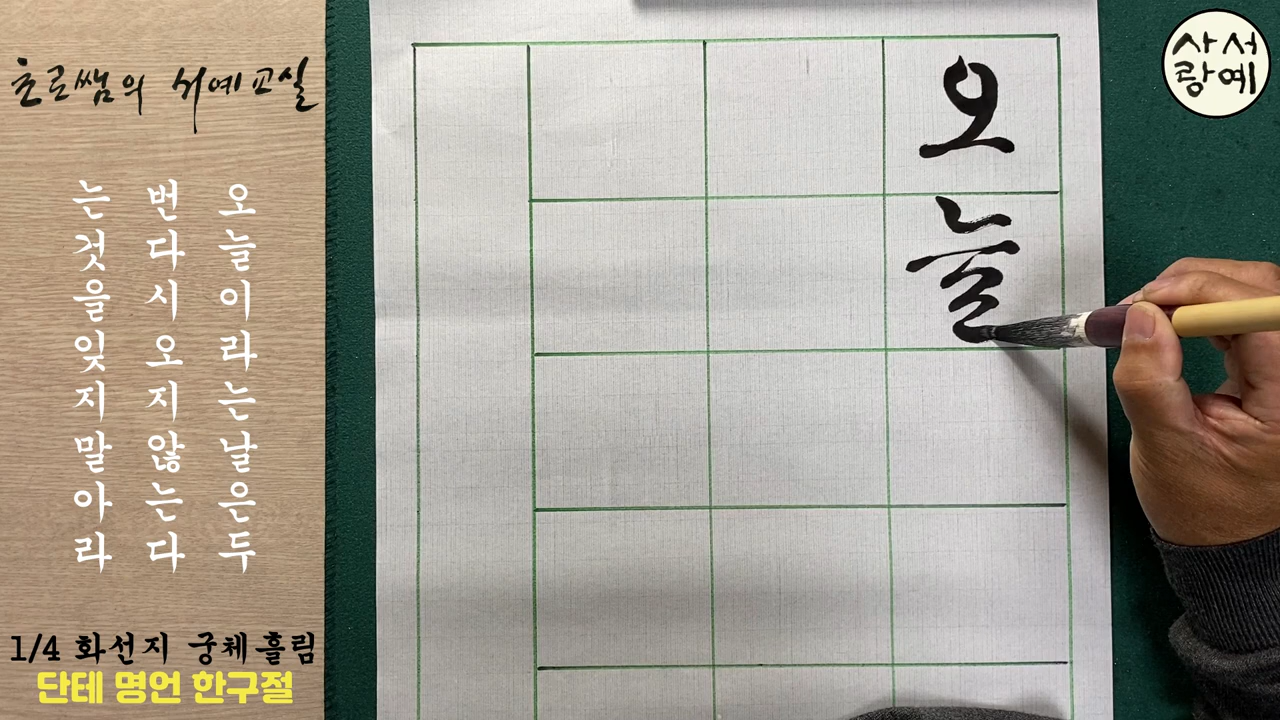 초로쌤의 서예교실
오늘이라는날은두
번다시오지않는다
는것을잊지말아라
1/4 화선지 궁체흘림
단테 명언 한구절
오늘
서예
사랑